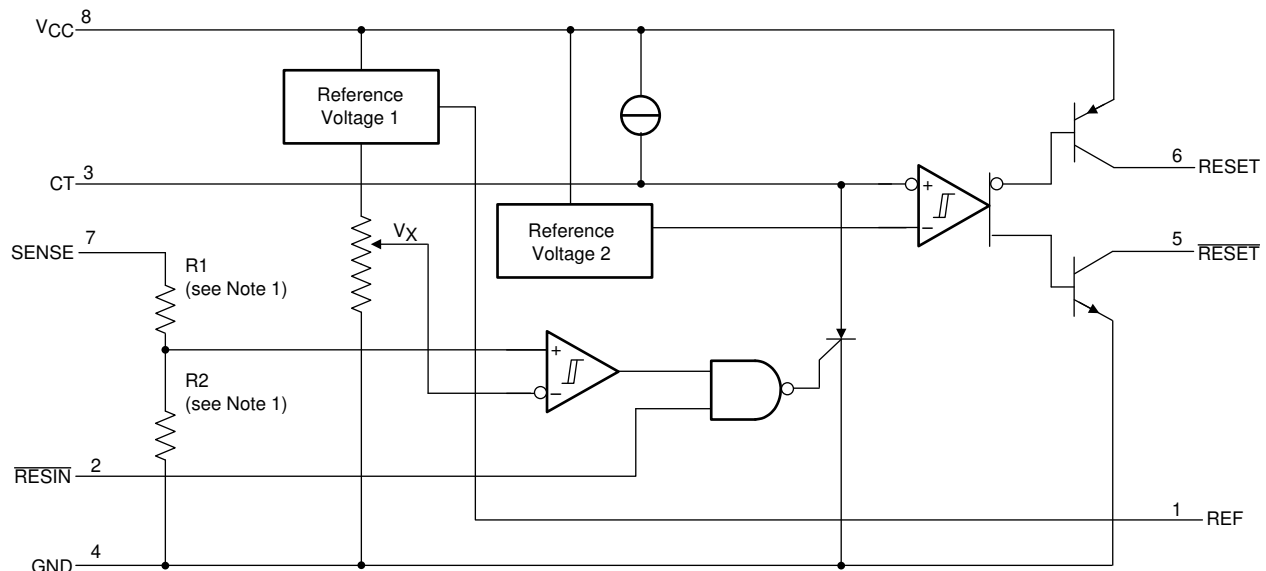 VCC 8
Reference
Voltage 1
6
RESET
CT 3
+
−
Reference
Voltage 2
VX
SENSE 7
5
RESET
R1
(see Note 1)
+
−
R2
(see Note 1)
RESIN 2
1
REF
GND 4